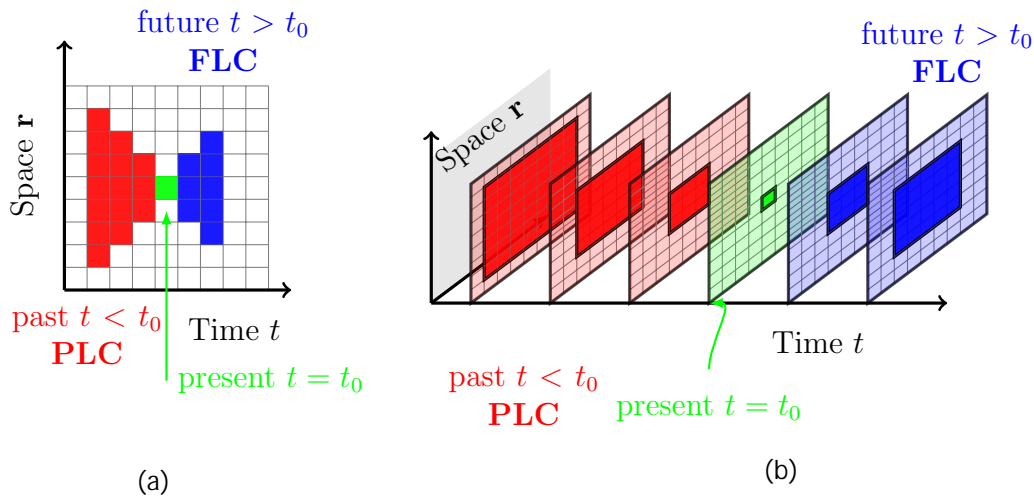 future t > t₀
FLC
Space r
past t < t₀
PLC
Time t
present t = t₀
(a)
future t > t₀
FLC
Space r
Time t
past t < t₀
PLC
present t = t₀
(b)